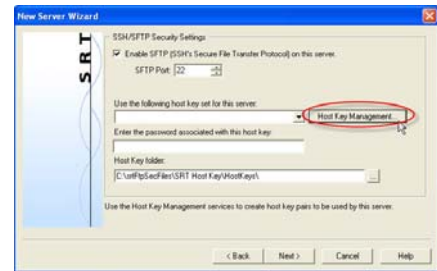 New Server Wizard
SRT
SSH/SFTP Security Settings
Enable SFTP (SSH's Secure File Transfer Protocol) on this server.
SFTP Port: 22
Use the following host key set for this server.
Host Key Management...
Enter the password associated with this host key
Host Key folder:
C:\srtFtpSecFiles\SRT Host Key\HostKeys\
...
Use the Host Key Management services to create host key pairs to be used by this server.
< Back
Next >
Cancel
Help